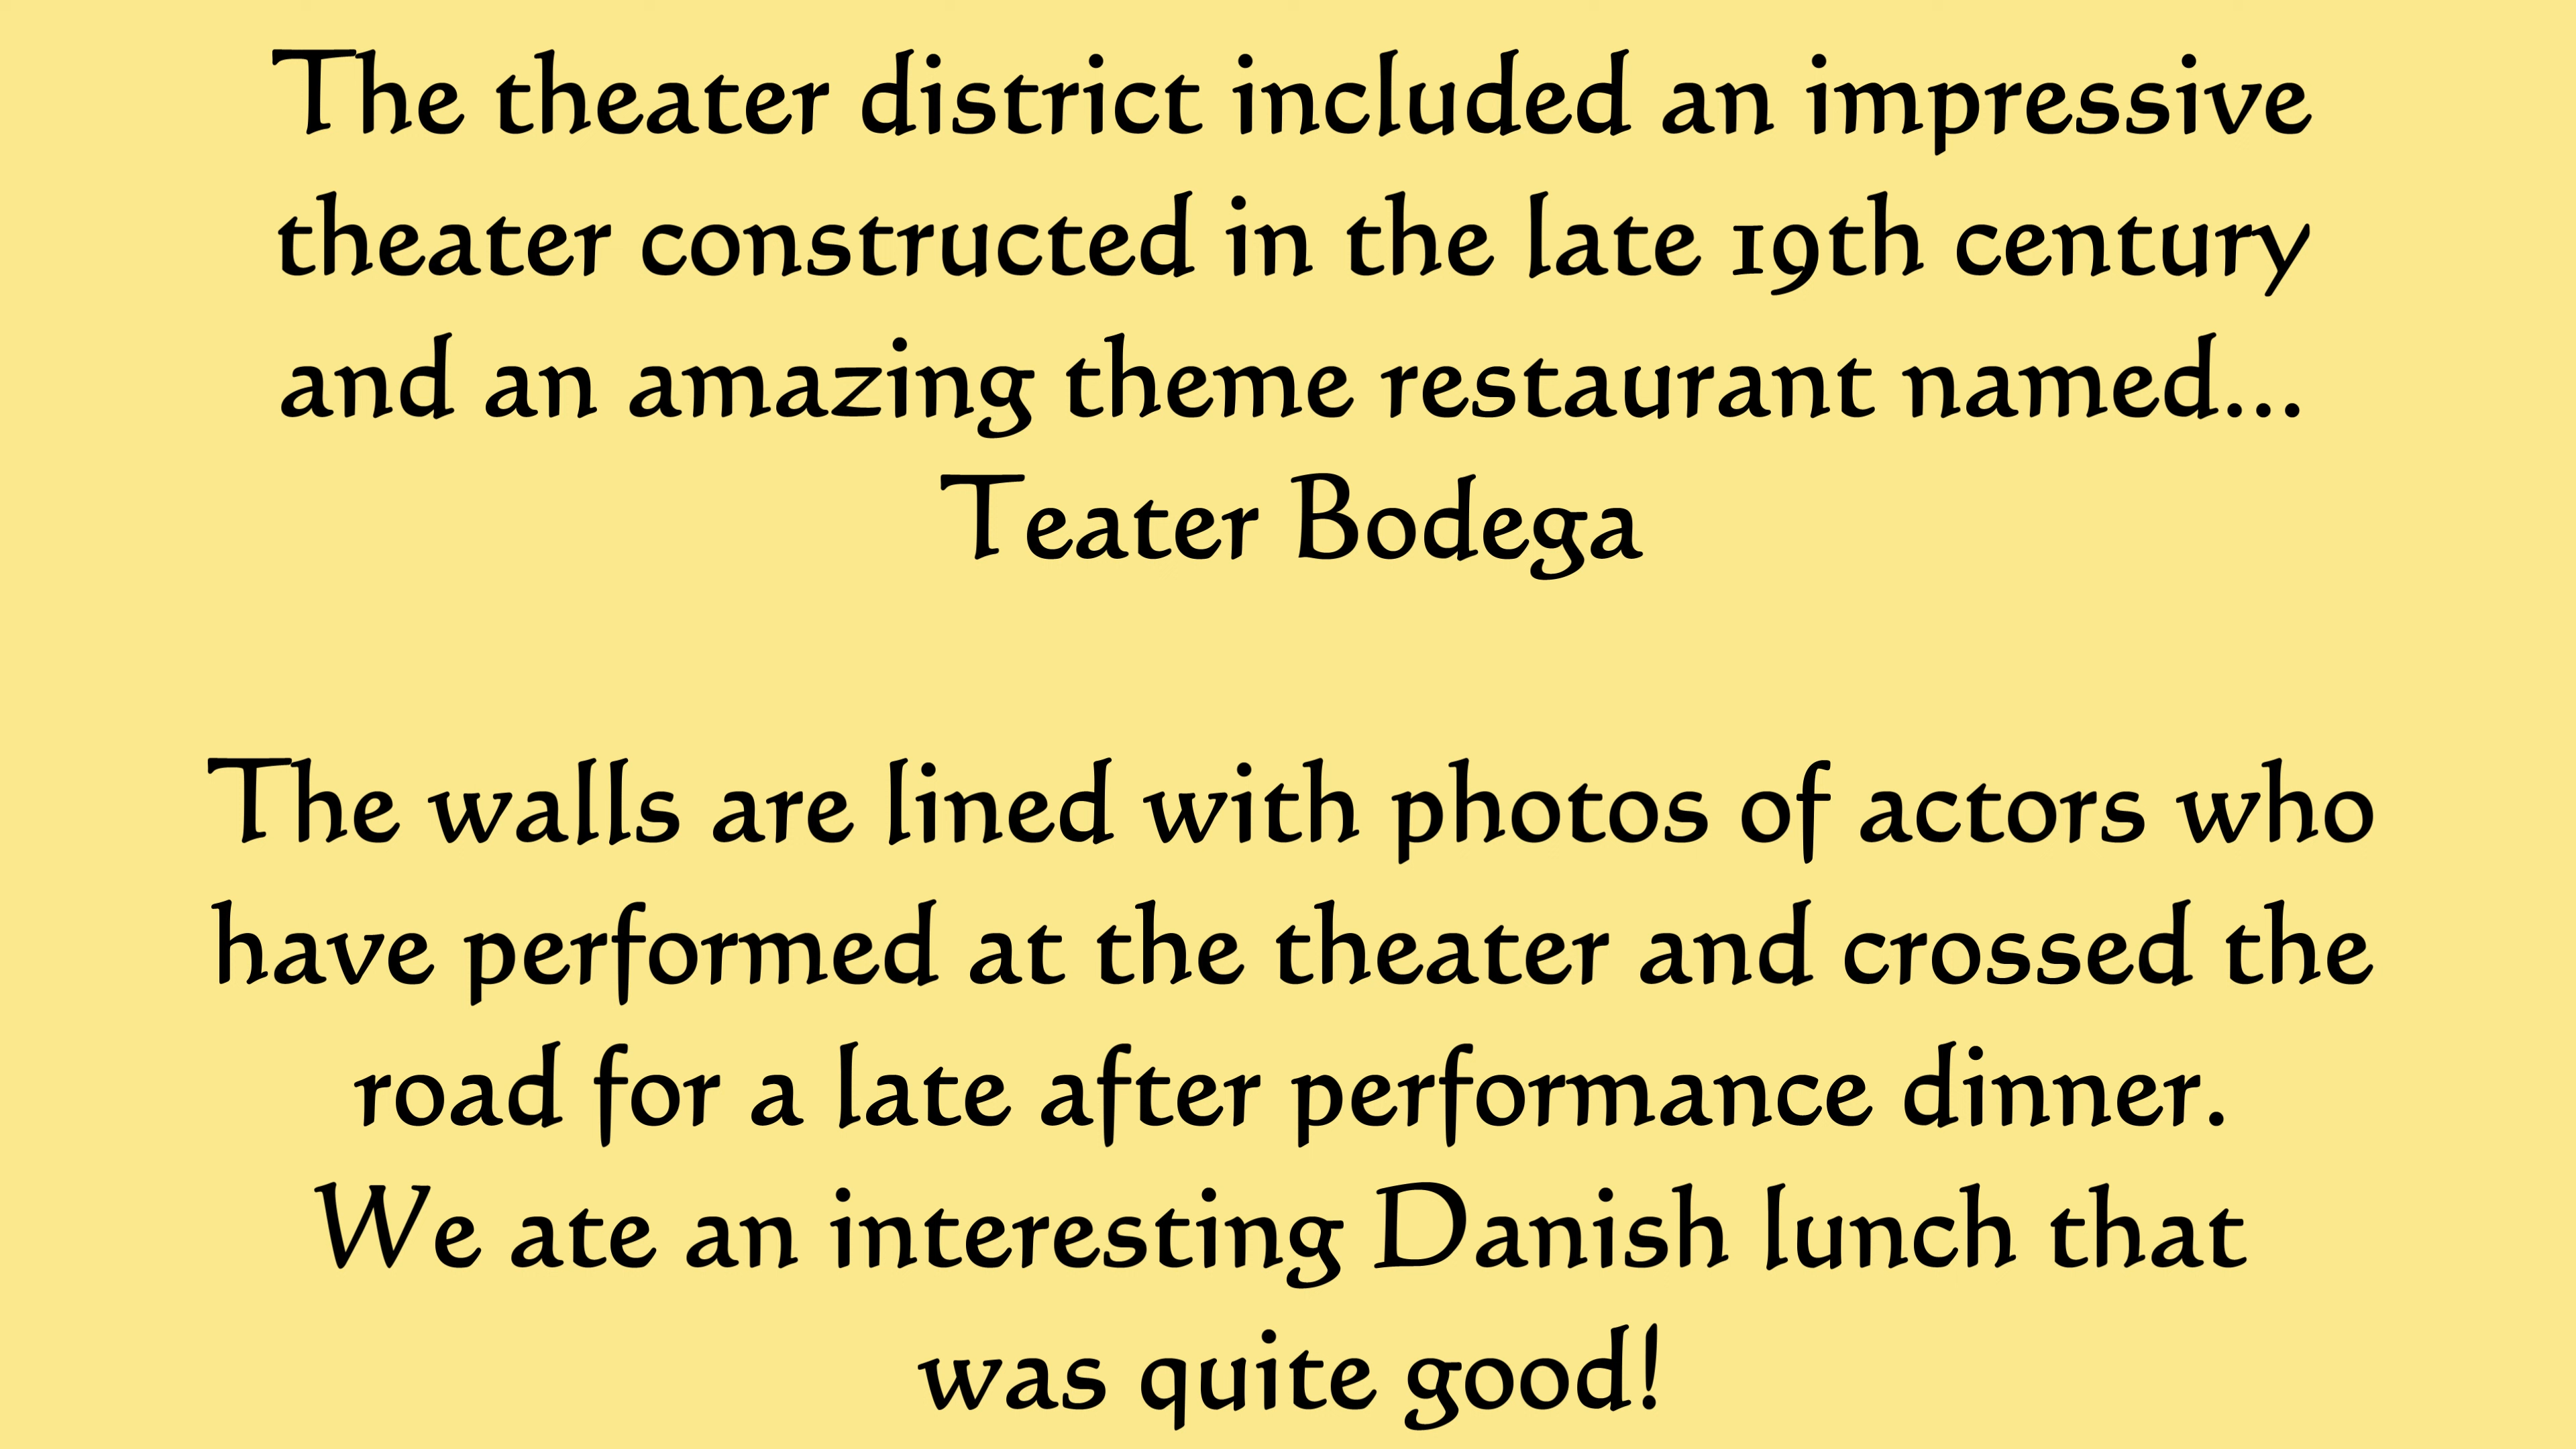 The theater district included an impressive
theater constructed in the late 19th century
and an amazing theme restaurant named...
Teater Bodega
The walls are lined with photos of actors who
have performed at the theater and crossed the
road for a late after performance dinner.
We ate an interesting Danish lunch that
was quite good!